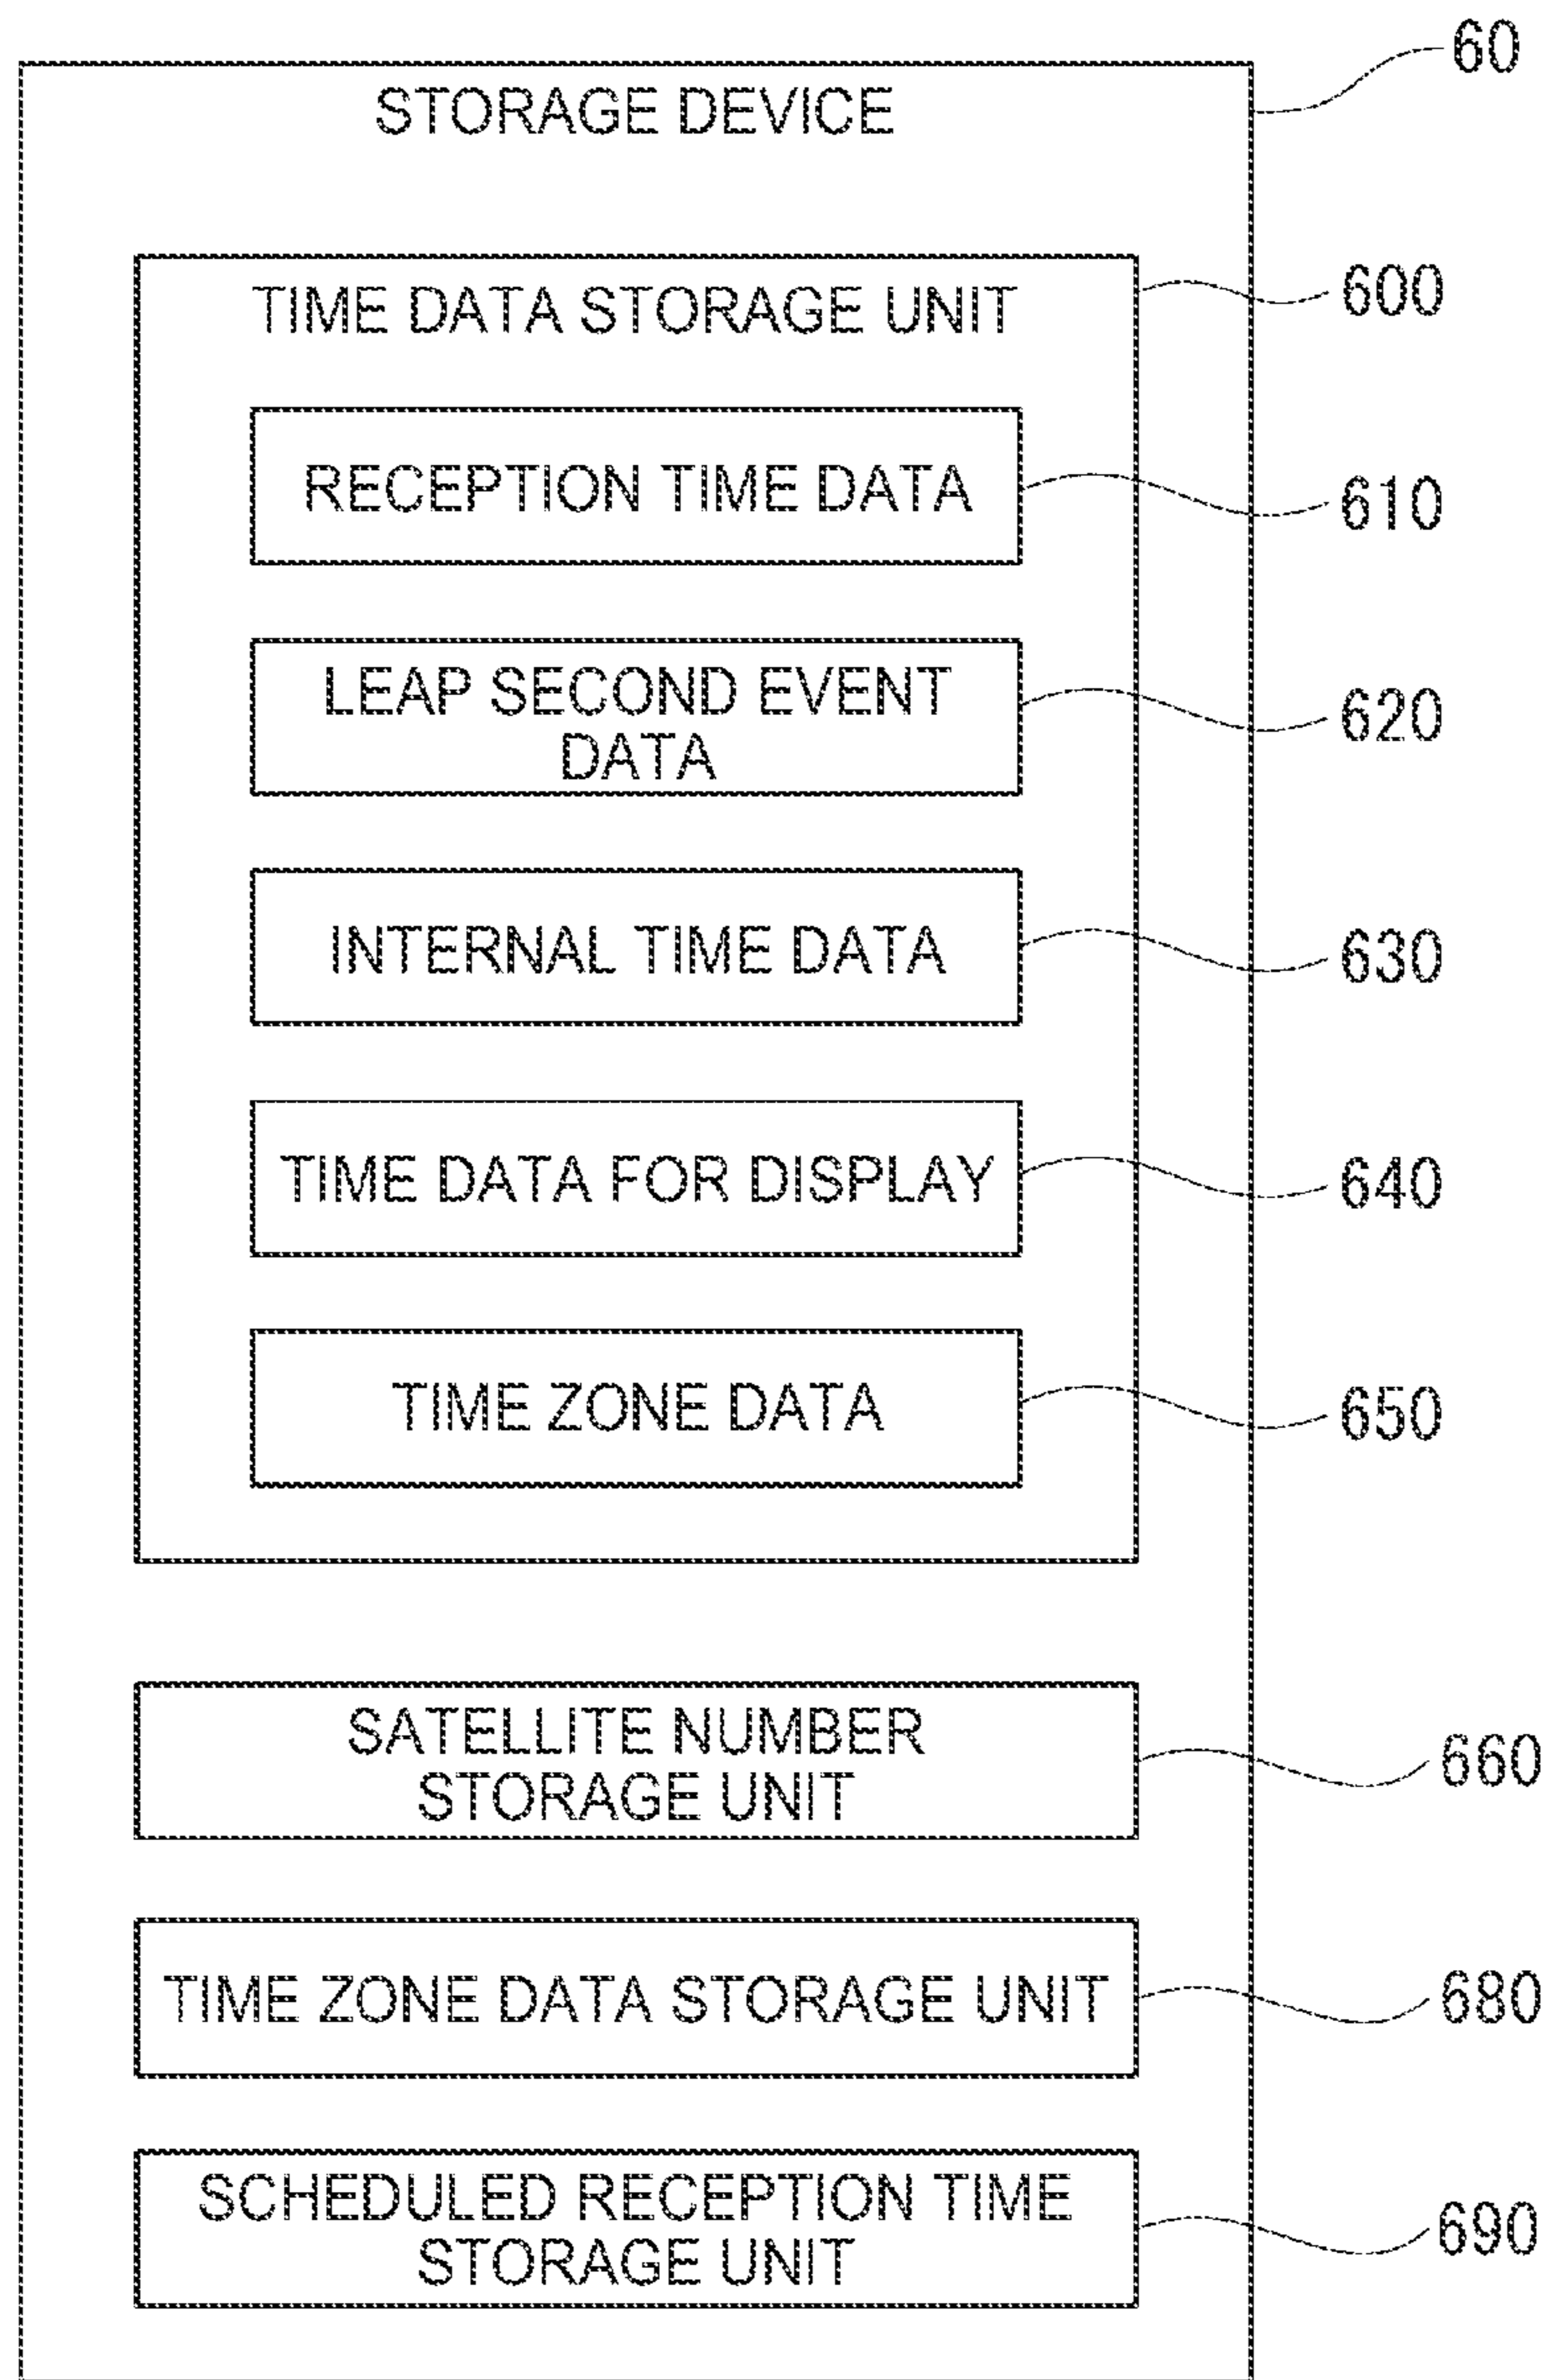 60
STORAGE DEVICE
TIME DATA STORAGE UNIT
600
RECEPTION TIME DATA
610
LEAP SECOND EVENT
DATA
620
INTERNAL TIME DATA
630
TIME DATA FOR DISPLAY
640
TIME ZONE DATA
650
SATELLITE NUMBER
STORAGE UNIT
660
TIME ZONE DATA STORAGE UNIT
680
SCHEDULED RECEPTION TIME
STORAGE UNIT
690